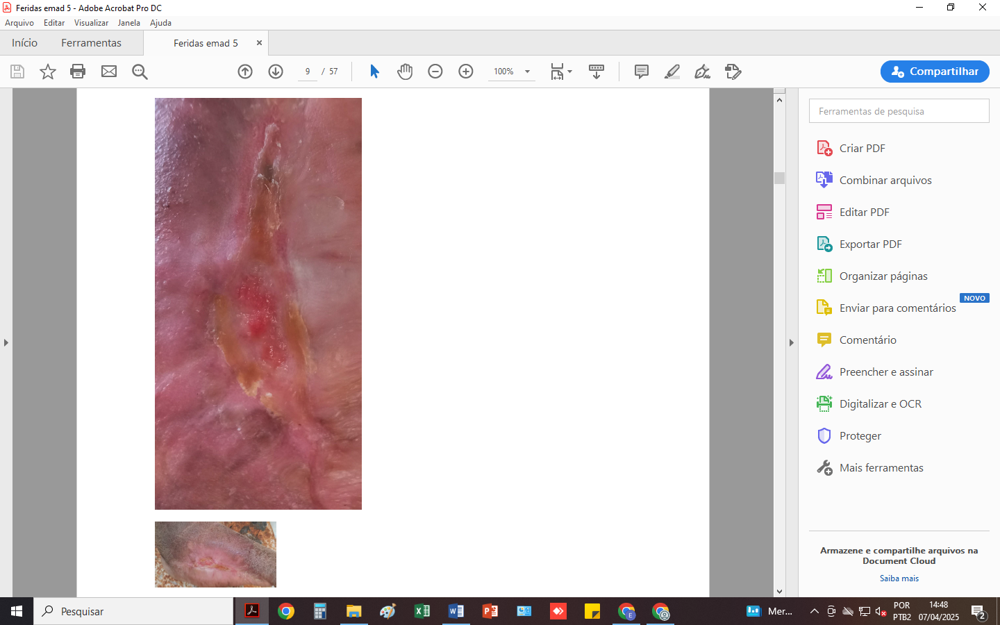 Feridas emad 5 - Adobe Acrobat Pro DC
Arquivo Editar Visualizar Janela Ajuda
Início Ferramentas Feridas emad 5
9 / 57 100% Compartilhar
Ferramentas de pesquisa
Criar PDF
Combinar arquivos
Editar PDF
Exportar PDF
Organizar páginas
NOVO
Enviar para comentários
Comentário
Preencher e assinar
Digitalizar e OCR
Proteger
Mais ferramentas
Armazene e compartilhe arquivos na
Document Cloud
Saiba mais
Pesquisar
Mer...
POR
PTB2
14:48
07/04/2025
2